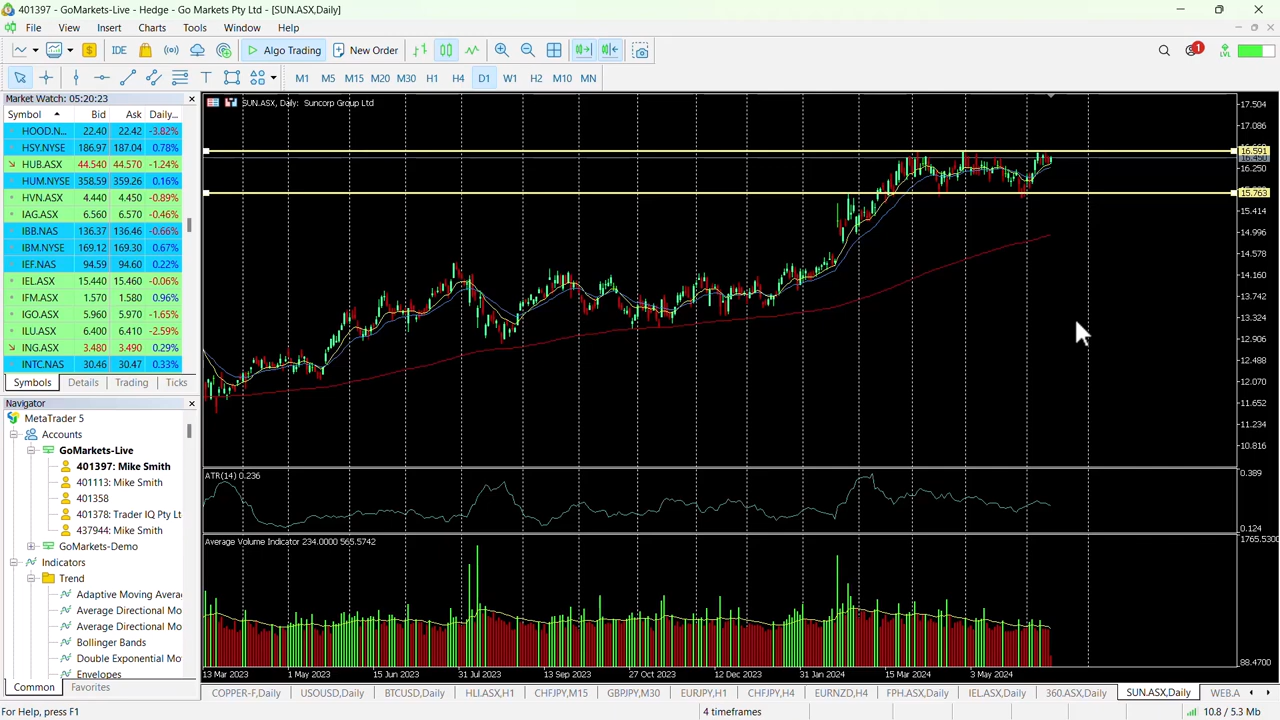 401397 - GoMarkets-Live - Hedge - Go Markets Pty Ltd - [SUN.ASX,Daily]
File View Insert Charts Tools Window Help
IDE Algo Trading New Order 1 LVL
M1 M5 M15 M20 M30 H1 H4 D1 W1 H2 M10 MN
Market Watch: 05:20:23
Symbol Bid Ask Daily...
HOOD.N... 22.40 22.42 -3.82%
HSY.NYSE 186.97 187.04 0.78%
HUB.ASX 44.540 44.570 -1.24%
HUM.NYSE 358.59 359.26 0.16%
HVN.ASX 4.440 4.450 -0.89%
IAG.ASX 6.560 6.570 -0.46%
IBB.NAS 136.37 136.46 -0.66%
IBM.NYSE 169.12 169.30 0.67%
IEF.NAS 94.59 94.60 0.22%
IEL.ASX 15.440 15.460 -0.06%
IFM.ASX 1.570 1.580 0.96%
IGO.ASX 5.960 5.970 -1.65%
ILU.ASX 6.400 6.410 -2.59%
ING.ASX 3.480 3.490 0.29%
INTC.NAS 30.46 30.47 0.33%
Symbols Details Trading Ticks
Navigator
MetaTrader 5
Accounts
GoMarkets-Live
401397: Mike Smith
401113: Mike Smith
401358
401378: Trader IQ Pty Lt
437944: Mike Smith
GoMarkets-Demo
Indicators
Trend
Adaptive Moving Avera
Average Directional Mo
Average Directional Mo
Bollinger Bands
Double Exponential Mo
Envelopes
Common Favorites
SUN.ASX, Daily: Suncorp Group Ltd
17.504
17.086
16.591
16.450
16.250
15.763
15.414
14.996
14.578
14.160
13.742
13.324
12.906
12.488
12.070
11.652
11.234
10.816
ATR(14) 0.236
0.389
0.124
Average Volume Indicator 234.0000 565.5742
1765.5300
88.4700
13 Mar 2023 1 May 2023 15 Jun 2023 31 Jul 2023 13 Sep 2023 27 Oct 2023 12 Dec 2023 31 Jan 2024 15 Mar 2024 3 May 2024
COPPER-F,Daily USOUSD,Daily BTCUSD,Daily HLI.ASX,H1 CHFJPY,M15 GBPJPY,M30 EURJPY,H1 CHFJPY,H4 EURNZD,H4 FPH.ASX,Daily IEL.ASX,Daily 360.ASX,Daily SUN.ASX,Daily WEB.A
For Help, press F1 4 timeframes 10.8 / 5.3 Mb